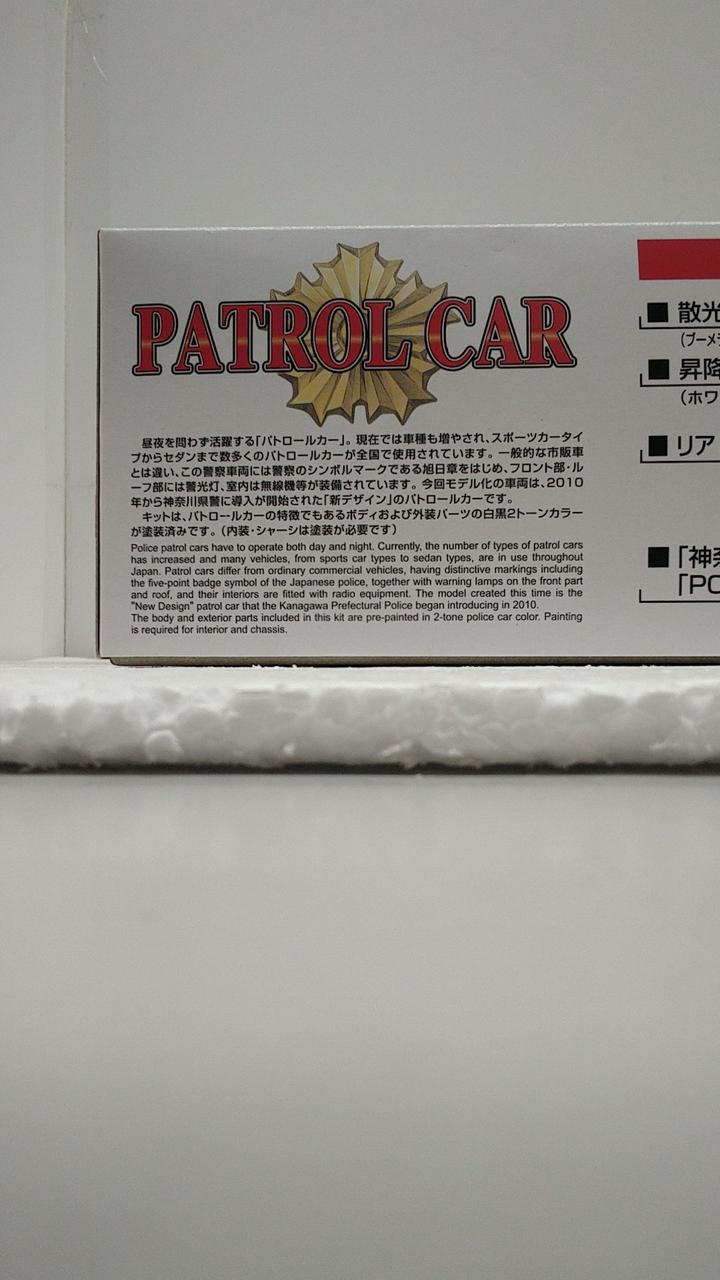 PATROL CAR
昼夜を問わず活躍する「パトロールカー」。現在では車種も増やされ、スポーツカータイ
プからセダンまで数多くのパトロールカーが全国で使用されています。一般的な市販車
とは違い、この警察車両には警察のシンボルマークである旭日章をはじめ、フロント部・ル
ーフ部には警光灯、室内は無線機等が装備されています。今回モデル化の車両は、2010
年から神奈川県警に導入が開始された「新デザイン」のパトロールカーです。
キットは、パトロールカーの特徴でもあるボディおよび外装パーツの白黒2トーンカラー
が塗装済みです。(内装・シャーシは塗装が必要です)
Police patrol cars have to operate both day and night. Currently, the number of types of patrol cars
has increased and many vehicles, from sports car types to sedan types, are in use throughout
Japan. Patrol cars differ from ordinary commercial vehicles, having distinctive markings including
the five-point badge symbol of the Japanese police, together with warning lamps on the front part
and roof, and their interiors are fitted with radio equipment. The model created this time is the
"New Design" patrol car that the Kanagawa Prefectural Police began introducing in 2010.
The body and exterior parts included in this kit are pre-painted in 2-tone police car color. Painting
is required for interior and chassis.
■ 散光
(ブーメ
■ 昇降
(ホワ
■ リア
■「神奈
「PO